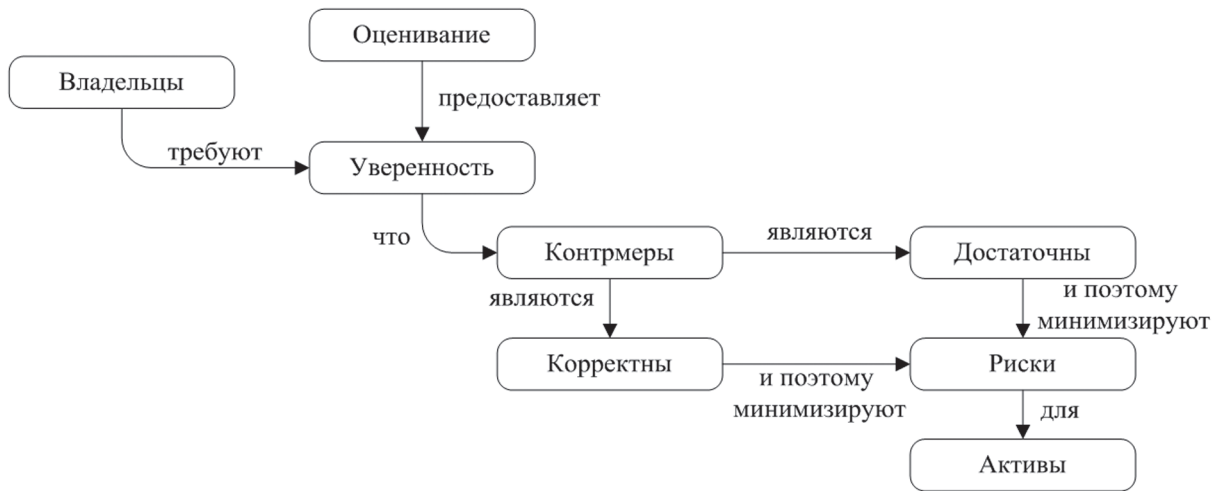 Оценивание
Владельцы
предоставляет
требуют
Уверенность
что
Контрмеры
являются
Достаточны
являются
и поэтому
минимизируют
Корректны
и поэтому
минимизируют
Риски
для
Активы